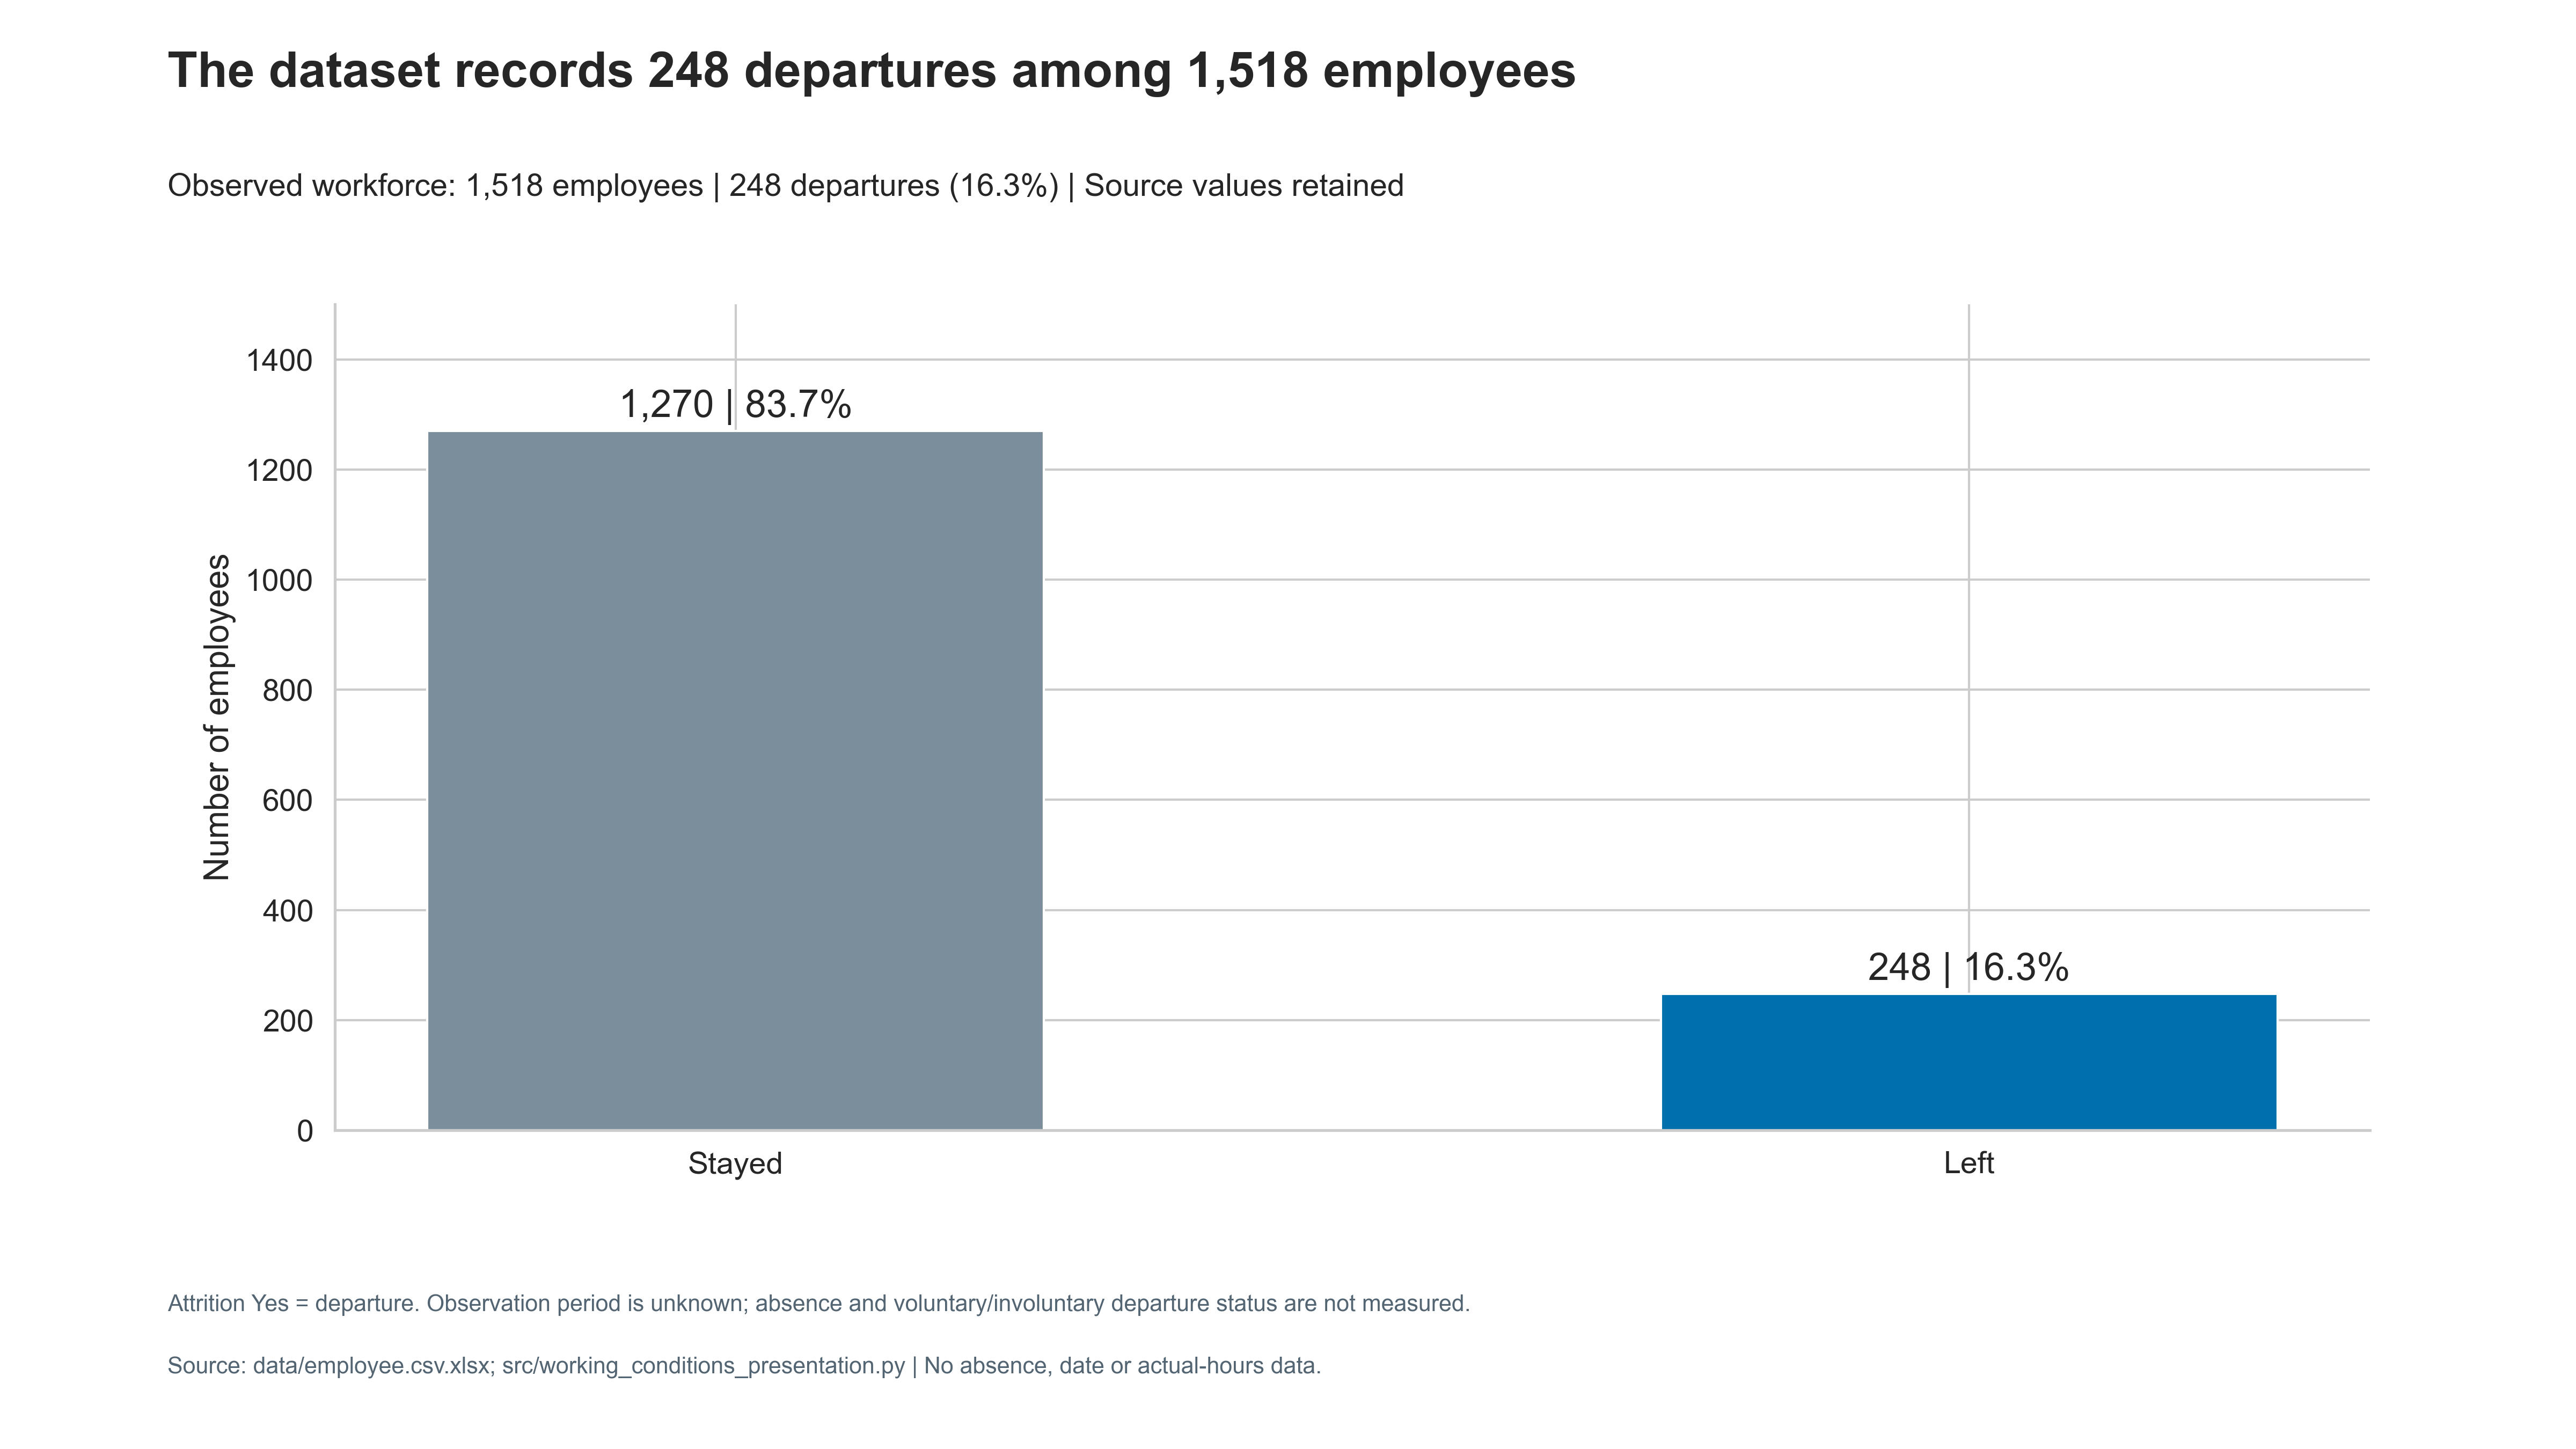 The dataset records 248 departures among 1,518 employees
Observed workforce: 1,518 employees | 248 departures (16.3%) | Source values retained
Number of employees
1400
1200
1000
800
600
400
200
0
1,270 | 83.7%
248 | 16.3%
Stayed
Left
Attrition Yes = departure. Observation period is unknown; absence and voluntary/involuntary departure status are not measured.
Source: data/employee.csv.xlsx; src/working_conditions_presentation.py | No absence, date or actual-hours data.